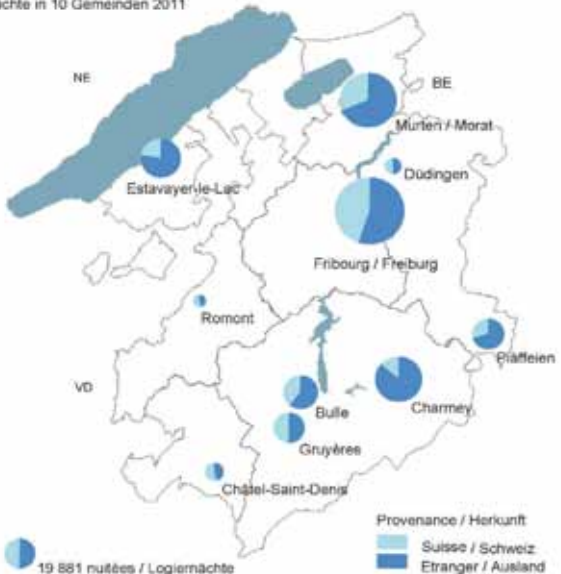 in 10 Gemeinden 2011
NE
BE
Murten / Morat
Düdingen
Estavayer-le-Lac
Fribourg / Freiburg
Romont
Plaffeien
VD
Charmey
Bulle
Gruyères
Châtel-Saint-Denis
Provenance / Herkunft
Suisse / Schweiz
19 881 nuitées / Logiernächte
Etranger / Ausland